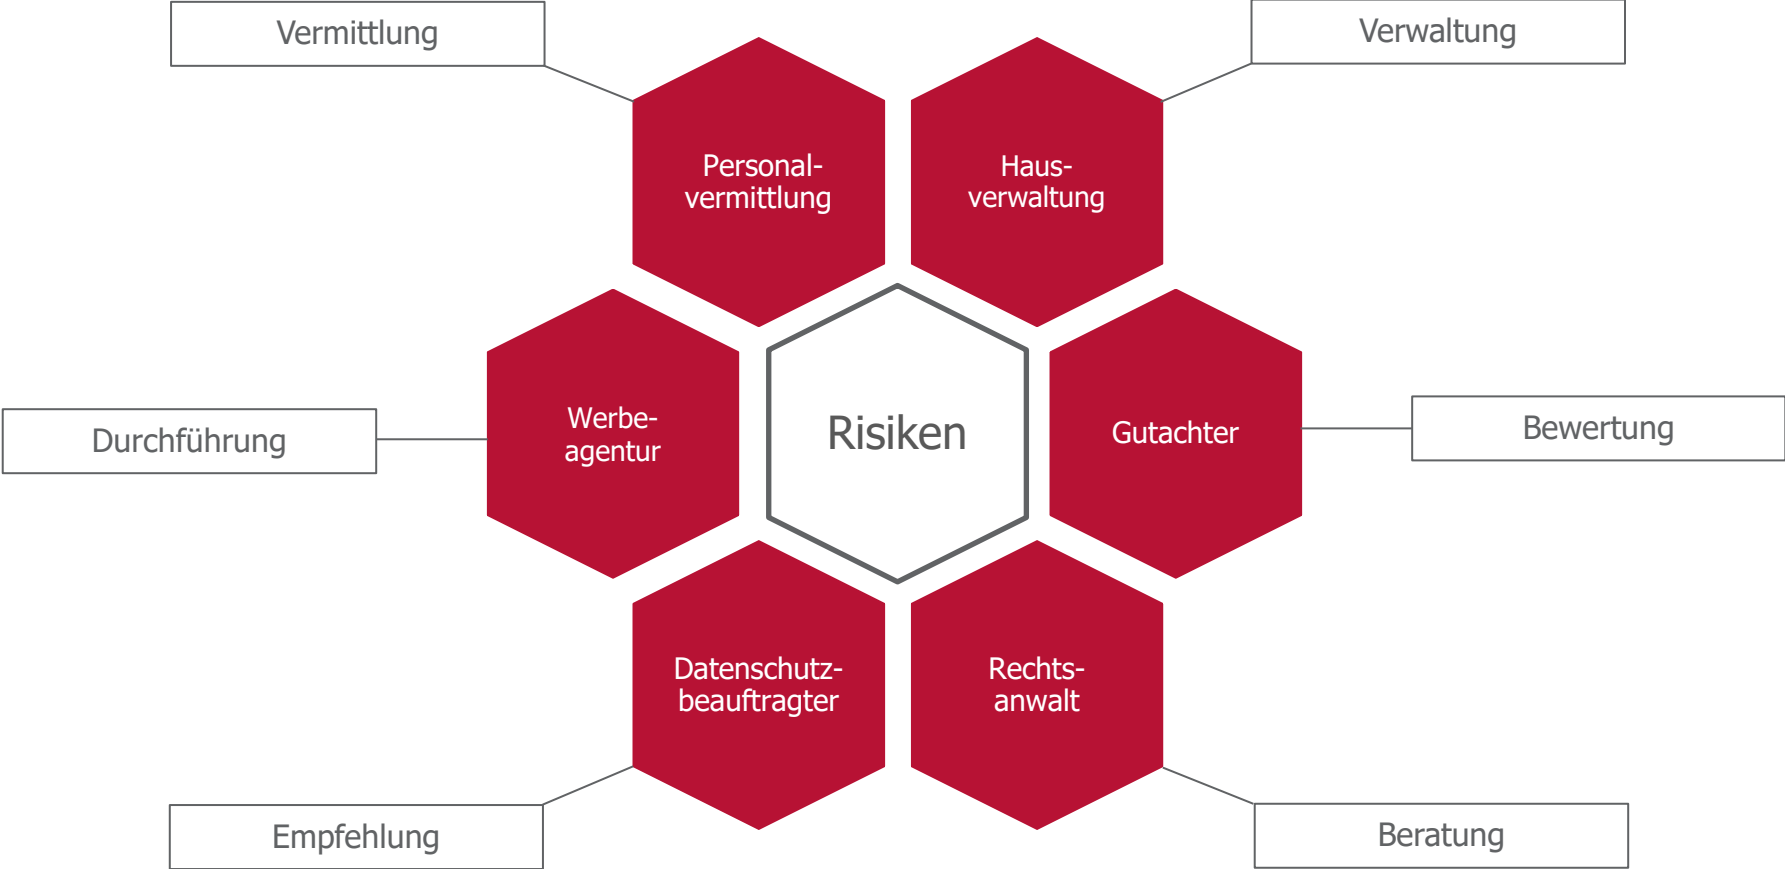 Vermittlung
Verwaltung
Personal-
vermittlung
Haus-
verwaltung
Durchführung
Werbe-
agentur
Risiken
Gutachter
Bewertung
Datenschutz-
beauftragter
Rechts-
anwalt
Empfehlung
Beratung